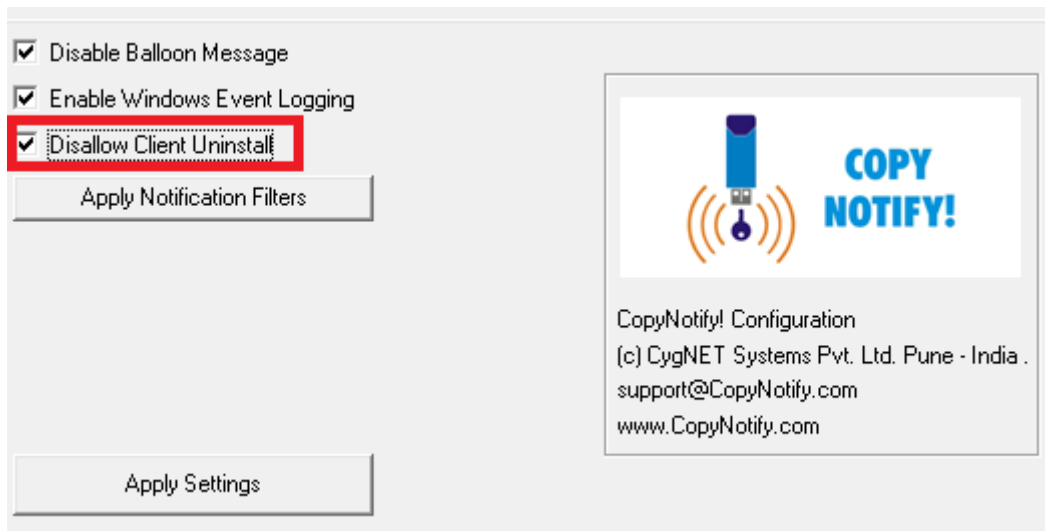 Disable Balloon Message
Enable Windows Event Logging
Disallow Client Uninstall
Apply Notification Filters
COPY
NOTIFY!
CopyNotify! Configuration
(c) CygNET Systems Pvt. Ltd. Pune - India .
support@CopyNotify.com
www.CopyNotify.com
Apply Settings